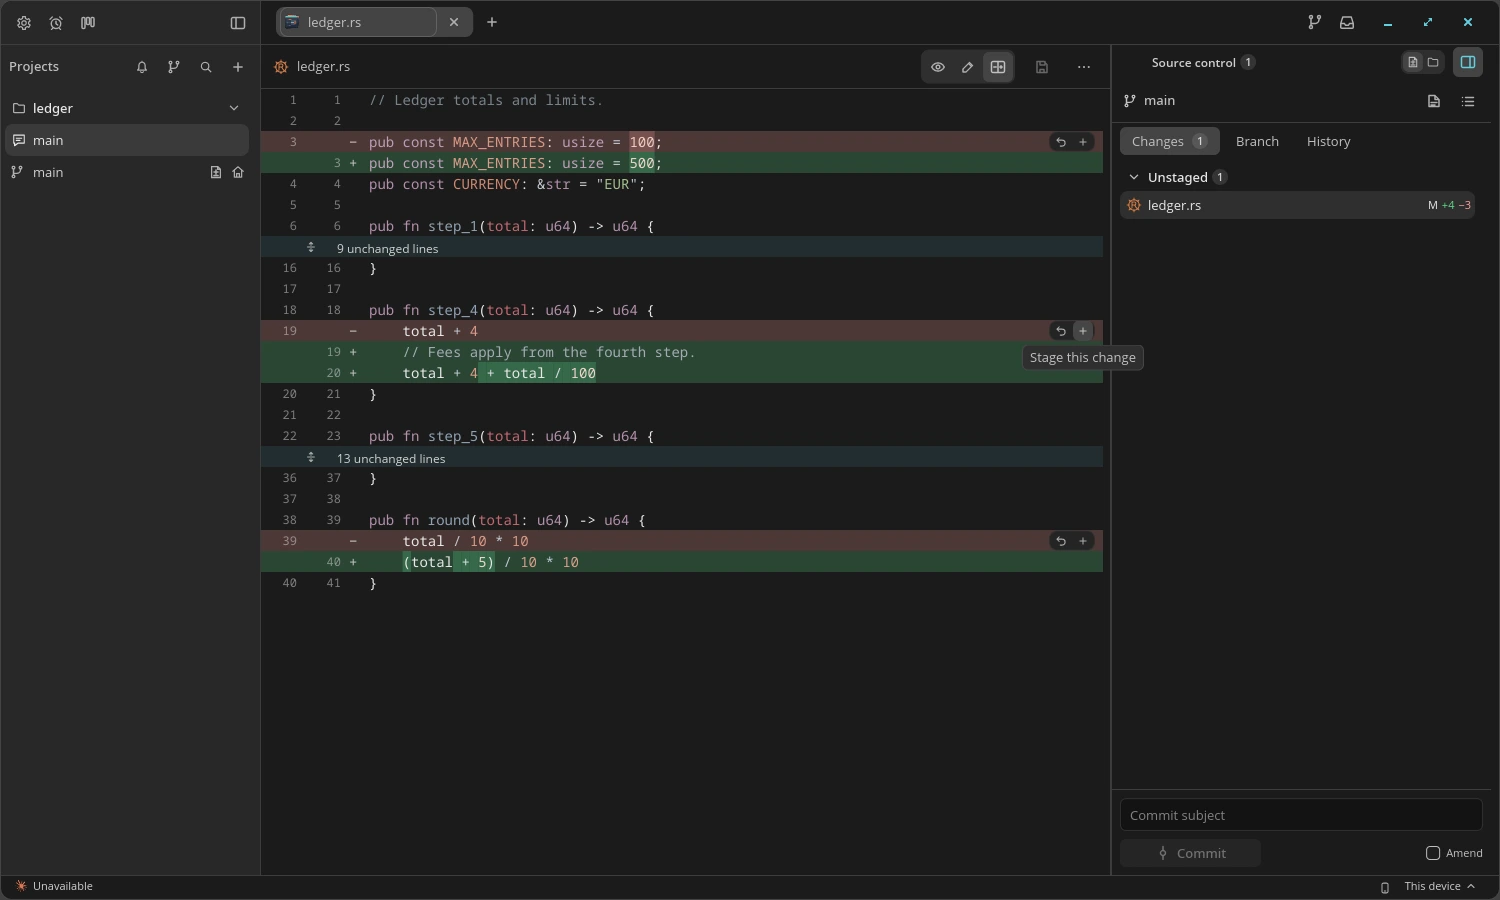 ledger.rs
Projects
ledger
main
main
ledger.rs
1 1 // Ledger totals and limits.
2 2
3 − pub const MAX_ENTRIES: usize = 100;
3 + pub const MAX_ENTRIES: usize = 500;
4 4 pub const CURRENCY: &str = "EUR";
5 5
6 6 pub fn step_1(total: u64) -> u64 {
9 unchanged lines
16 16 }
17 17
18 18 pub fn step_4(total: u64) -> u64 {
19 − total + 4
19 + // Fees apply from the fourth step.
20 + total + 4 + total / 100
20 21 }
21 22
22 23 pub fn step_5(total: u64) -> u64 {
13 unchanged lines
36 37 }
37 38
38 39 pub fn round(total: u64) -> u64 {
39 − total / 10 * 10
40 + (total + 5) / 10 * 10
40 41 }
Stage this change
Source control 1
main
Changes 1 Branch History
Unstaged 1
ledger.rs M +4 −3
Commit subject
Commit Amend
Unavailable
This device